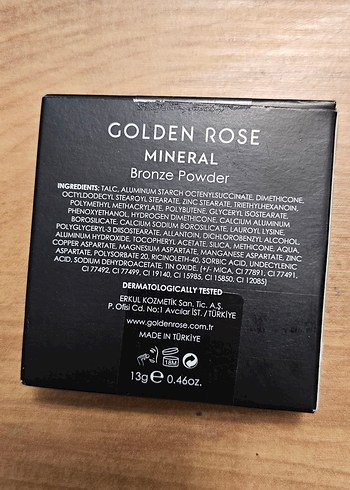 GOLDEN ROSE
MINERAL
Bronze Powder
INGREDIENTS: TALC, ALUMINUM STARCH OCTENYLSUCCINATE, DIMETHICONE,
OCTYLDODECYL STEAROYL STEARATE, ZINC STEARATE, TRIETHYLHEXANOIN,
POLYMETHYL METHACRYLATE, POLYBUTENE, GLYCERYL ISOSTEARATE,
PHENOXYETHANOL, HYDROGEN DIMETHICONE, CALCIUM ALUMINUM
BOROSILICATE, CALCIUM SODIUM BOROSILICATE, LAUROYL LYSINE,
POLYGLYCERYL-3 DIISOSTEARATE, ALLANTOIN, DICHLOROBENZYL ALCOHOL,
ALUMINUM HYDROXIDE, TOCOPHERYL ACETATE, SILICA, METHICONE, AQUA,
COPPER ASPARTATE, MAGNESIUM ASPARTATE, MANGANESE ASPARTATE, ZINC
ASPARTATE, POLYSORBATE 20, RICINOLETH-40, SORBIC ACID, UNDECYLENIC
ACID, SODIUM DEHYDROACETATE, TIN OXIDE. (+/- MICA, CI 77891, CI 77491,
CI 77492, CI 77499, CI 19140, CI 15985, CI 15850, CI 12085)
DERMATOLOGICALLY TESTED
ERKUL KOZMETİK San. Tic. A.Ş.
P. Ofisi Cd. No:1 Avcılar İST. /TÜRKİYE
www.goldenrose.com.tr
MADE IN TÜRKİYE
18M
13g e 0.46oz.